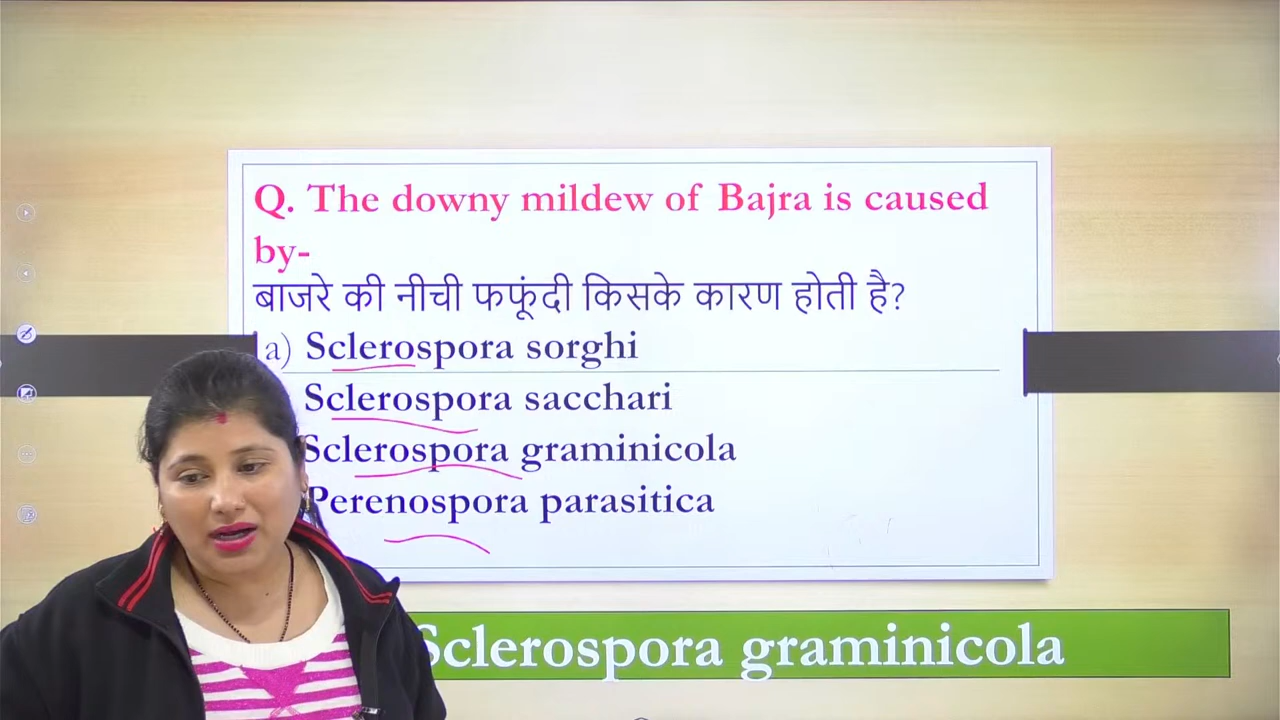 Q. The downy mildew of Bajra is caused
by-
बाजरे की नीची फफूंदी किसके कारण होती है?
a) Sclerospora sorghi
Sclerospora sacchari
Sclerospora graminicola
Perenospora parasitica
Sclerospora graminicola